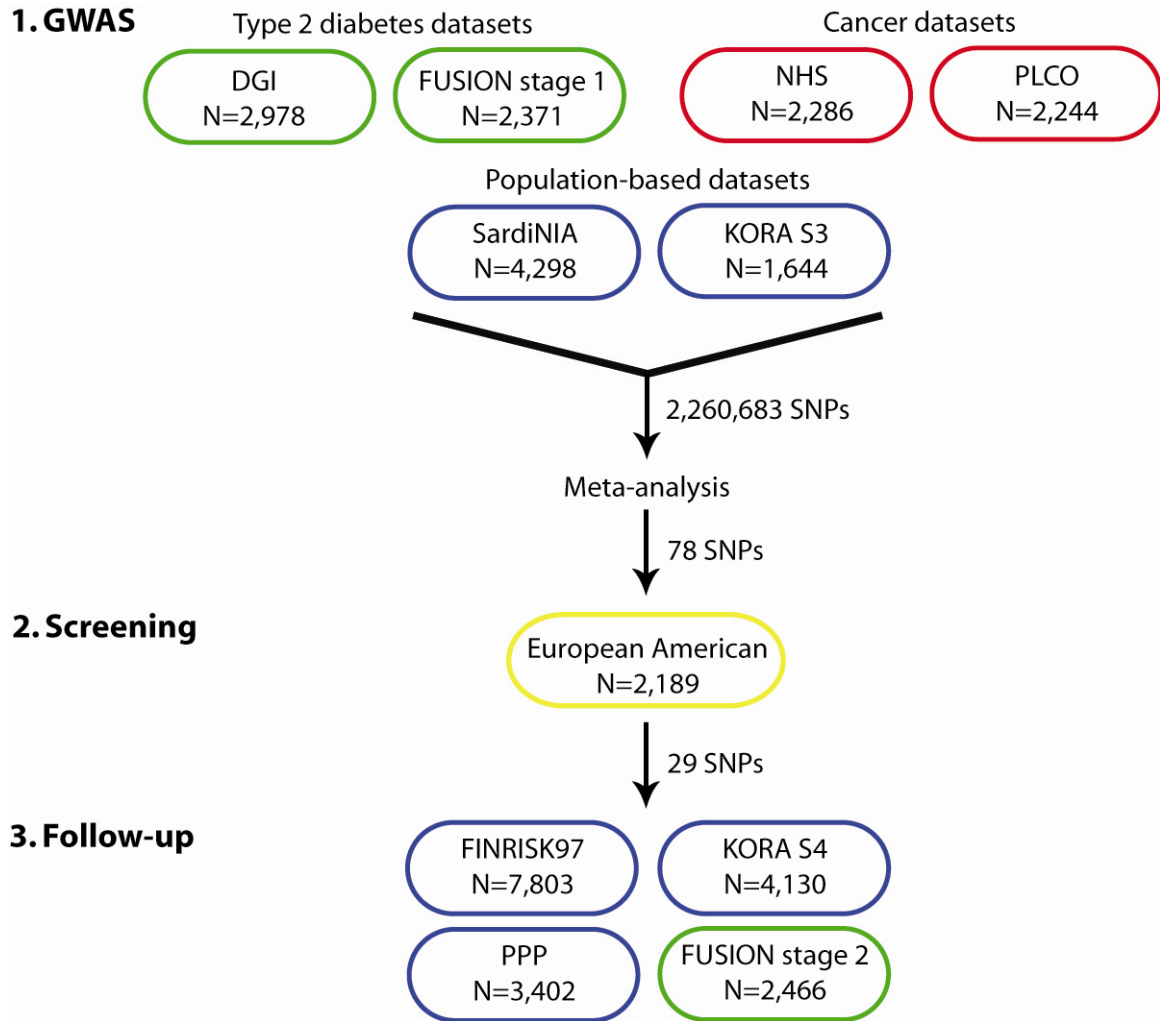 1. GWAS
Type 2 diabetes datasets
Cancer datasets
DGI
N=2,978
FUSION stage 1
N=2,371
NHS
N=2,286
PLCO
N=2,244
Population-based datasets
SardiNIA
N=4,298
KORA S3
N=1,644
2,260,683 SNPs
Meta-analysis
78 SNPs
2. Screening
European American
N=2,189
29 SNPs
3. Follow-up
FINRISK97
N=7,803
KORA S4
N=4,130
PPP
N=3,402
FUSION stage 2
N=2,466